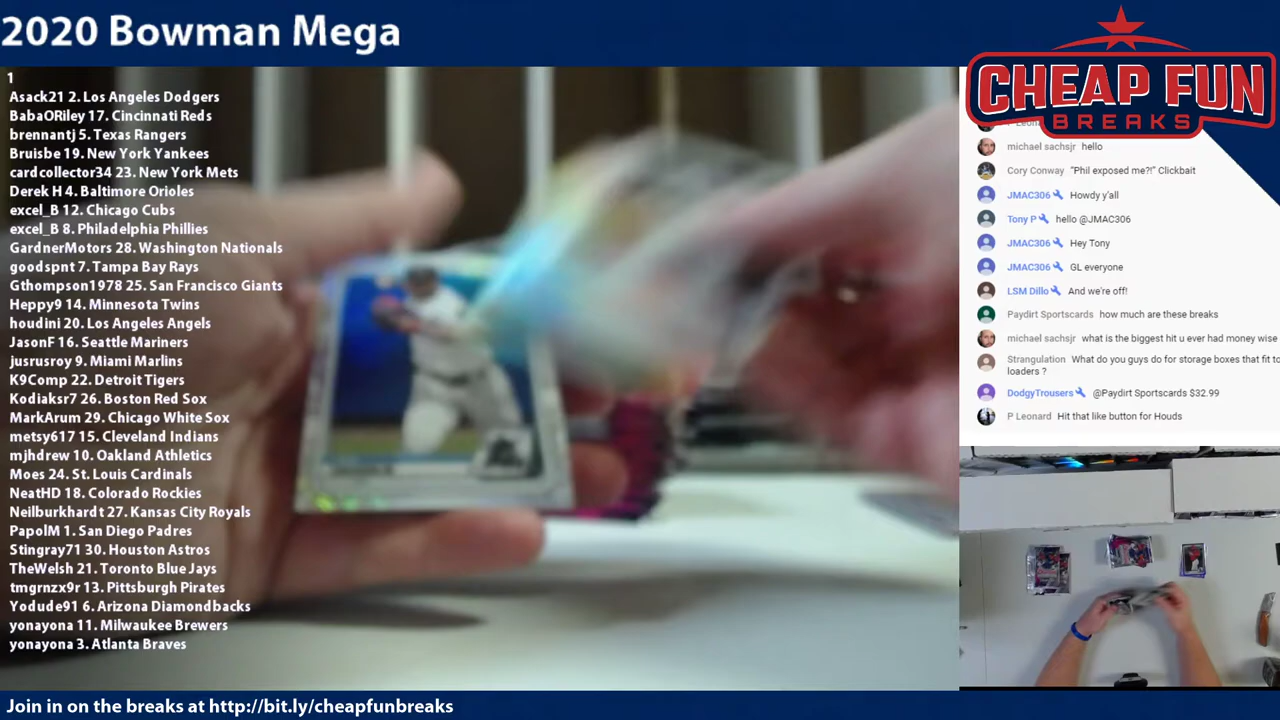 2020 Bowman Mega
1
Asack21 2. Los Angeles Dodgers
BabaORiley 17. Cincinnati Reds
brennantj 5. Texas Rangers
Bruisbe 19. New York Yankees
cardcollector34 23. New York Mets
Derek H 4. Baltimore Orioles
excel_B 12. Chicago Cubs
excel_B 8. Philadelphia Phillies
GardnerMotors 28. Washington Nationals
goodspnt 7. Tampa Bay Rays
Gthompson1978 25. San Francisco Giants
Heppy9 14. Minnesota Twins
houdini 20. Los Angeles Angels
JasonF 16. Seattle Mariners
jusrusroy 9. Miami Marlins
K9Comp 22. Detroit Tigers
Kodiaksr7 26. Boston Red Sox
MarkArum 29. Chicago White Sox
metsy617 15. Cleveland Indians
mjhdrew 10. Oakland Athletics
Moes 24. St. Louis Cardinals
NeatHD 18. Colorado Rockies
Neilburkhardt 27. Kansas City Royals
PapolM 1. San Diego Padres
Stingray71 30. Houston Astros
TheWelsh 21. Toronto Blue Jays
tmgrnzx9r 13. Pittsburgh Pirates
Yodude91 6. Arizona Diamondbacks
yonayona 11. Milwaukee Brewers
yonayona 3. Atlanta Braves
CHEAP FUN
BREAKS
michael sachsjr hello
Cory Conway "Phil exposed me?!" Clickbait
JMAC306 Howdy y'all
Tony P hello @JMAC306
JMAC306 Hey Tony
JMAC306 GL everyone
LSM Dillo And we're off!
Paydirt Sportscards how much are these breaks
michael sachsjr what is the biggest hit u ever had money wise
Strangulation What do you guys do for storage boxes that fit to
loaders ?
DodgyTrousers @Paydirt Sportscards $32.99
P Leonard Hit that like button for Houds
Join in on the breaks at http://bit.ly/cheapfunbreaks